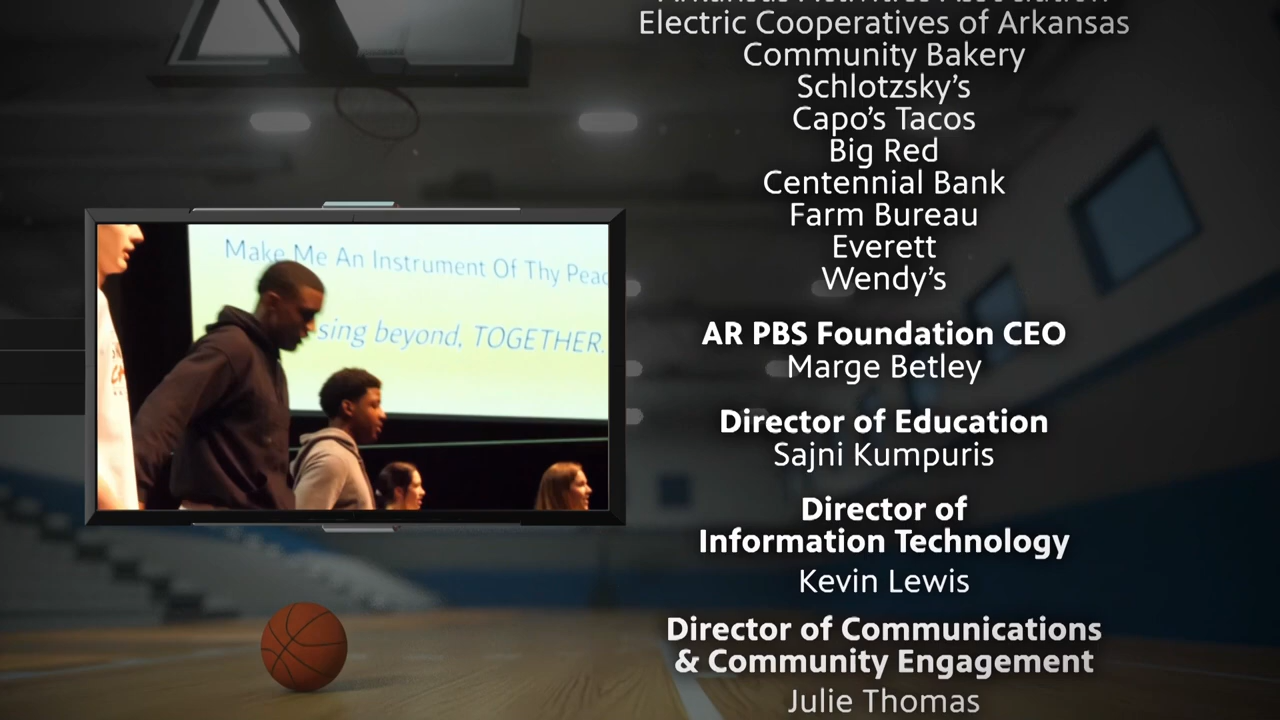 Electric Cooperatives of Arkansas
Community Bakery
Schlotzsky's
Capo's Tacos
Big Red
Centennial Bank
Farm Bureau
Everett
Wendy's
AR PBS Foundation CEO
Marge Betley
Director of Education
Sajni Kumpuris
Director of
Information Technology
Kevin Lewis
Director of Communications
& Community Engagement
Julie Thomas
Make Me An Instrument Of Thy
beyond, TOGETHER.